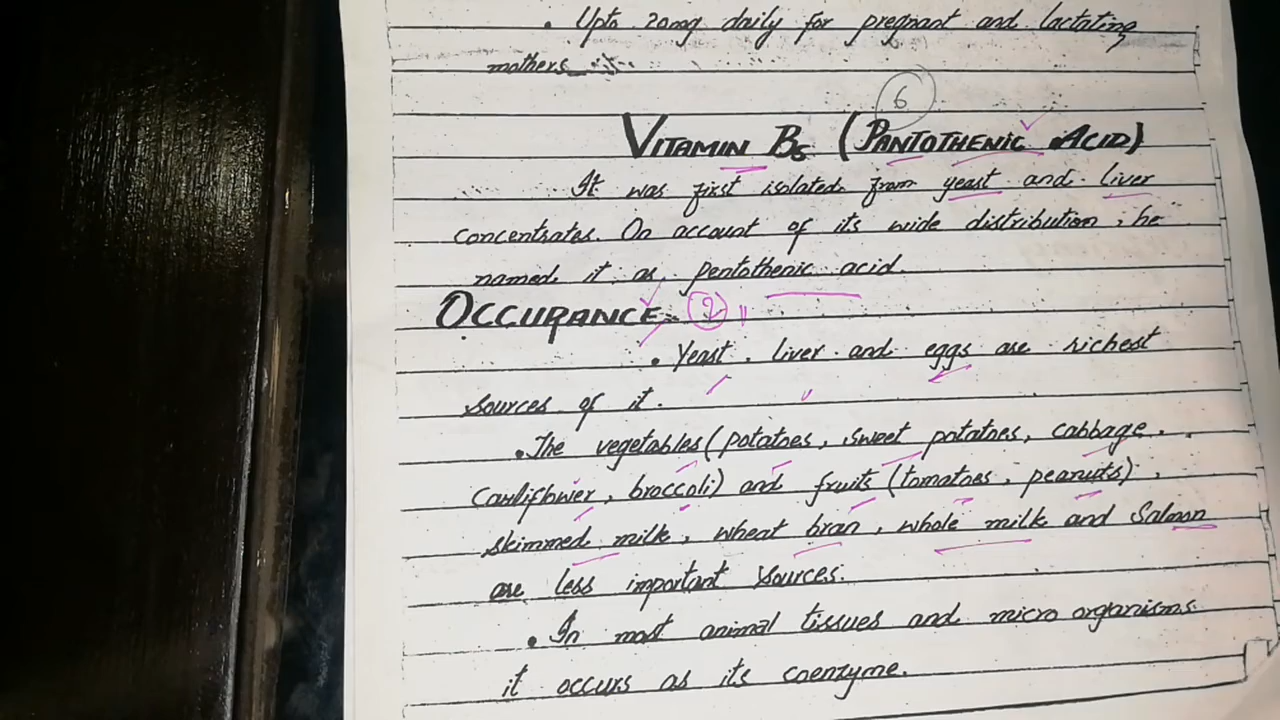 • Upto 20mg daily for pregnant and lactating
mothers
6
VITAMIN B5 (PANTOTHENIC ACID)
It was first isolated from yeast and liver
concentrates. On account of its wide distribution, he
named it as pentothenic acid.
OCCURANCE:- 2
• Yeast, liver and eggs are richest
sources of it.
• The vegetables (potatoes, sweet potatoes, cabbage,
cauliflower, broccoli) and fruits (tomatoes, peanuts),
skimmed milk, wheat bran, whole milk and Salmon
are less important sources.
• In most animal tissues and micro organisms
it occurs as its coenzyme.